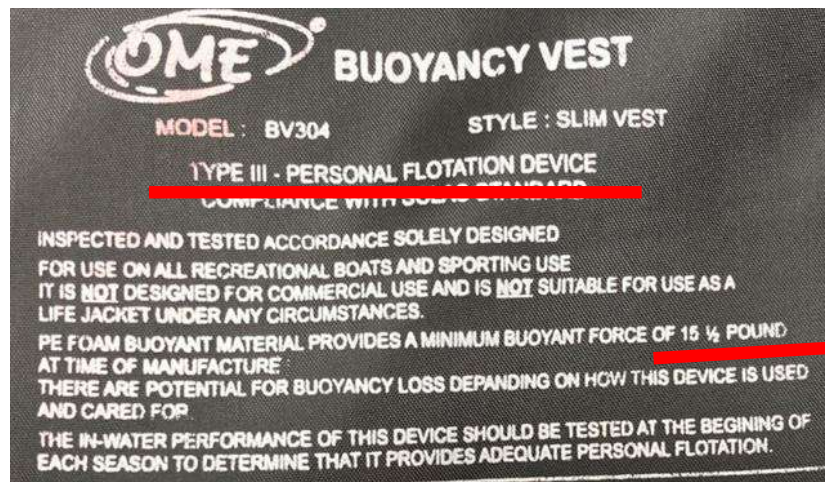 OME BUOYANCY VEST
MODEL : BV304 STYLE : SLIM VEST
TYPE III - PERSONAL FLOTATION DEVICE
COMPLIANCE WITH SOLAS STANDARD
INSPECTED AND TESTED ACCORDANCE SOLELY DESIGNED
FOR USE ON ALL RECREATIONAL BOATS AND SPORTING USE
IT IS NOT DESIGNED FOR COMMERCIAL USE AND IS NOT SUITABLE FOR USE AS A
LIFE JACKET UNDER ANY CIRCUMSTANCES.
PE FOAM BUOYANT MATERIAL PROVIDES A MINIMUM BUOYANT FORCE OF 15 ½ POUND
AT TIME OF MANUFACTURE
THERE ARE POTENTIAL FOR BUOYANCY LOSS DEPANDING ON HOW THIS DEVICE IS USED
AND CARED FOR
THE IN-WATER PERFORMANCE OF THIS DEVICE SHOULD BE TESTED AT THE BEGINING OF
EACH SEASON TO DETERMINE THAT IT PROVIDES ADEQUATE PERSONAL FLOTATION.